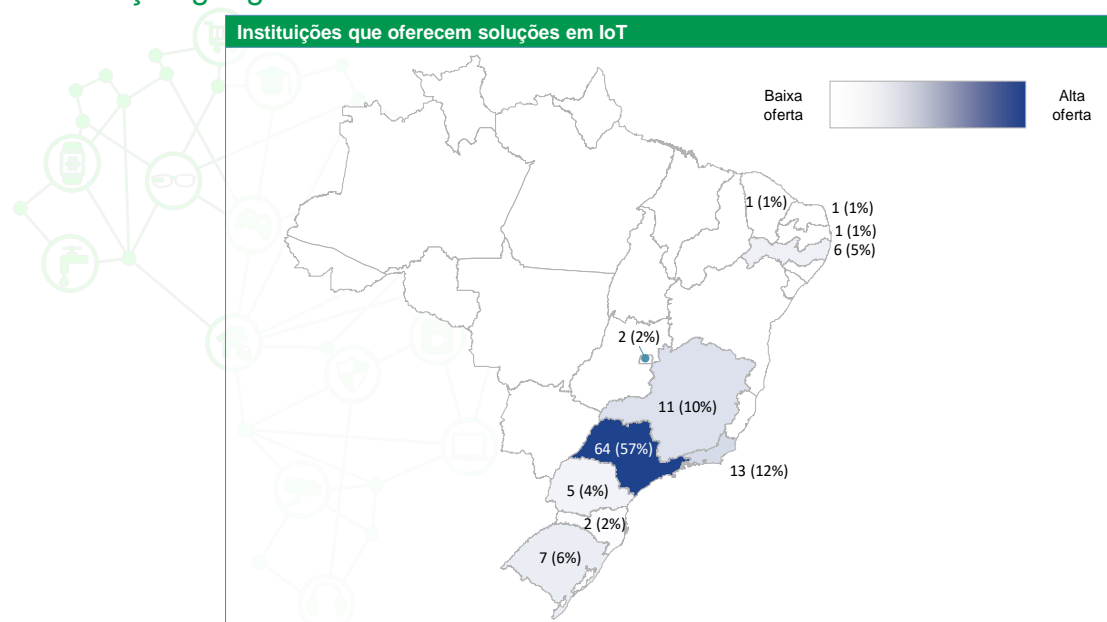 Instituições que oferecem soluções em IoT
Baixa
oferta
Alta
oferta
1 (1%)
1 (1%)
1 (1%)
6 (5%)
2 (2%)
11 (10%)
64 (57%)
13 (12%)
5 (4%)
2 (2%)
7 (6%)